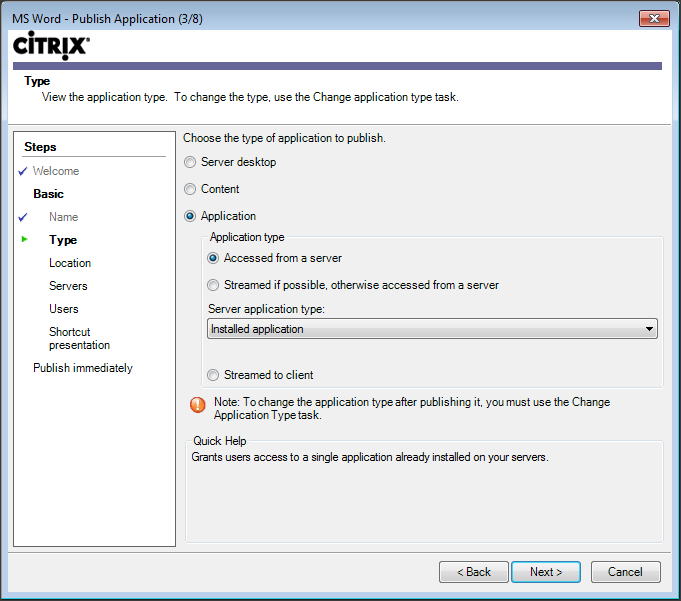 MS Word - Publish Application (3/8)
CİTRIX®
Type
View the application type. To change the type, use the Change application type task.
Steps
Welcome
Basic
Name
Type
Location
Servers
Users
Shortcut
presentation
Publish immediately
Choose the type of application to publish.
Server desktop
Content
Application
Application type
Accessed from a server
Streamed if possible, otherwise accessed from a server
Server application type:
Installed application
Streamed to client
Note: To change the application type after publishing it, you must use the Change
Application Type task.
Quick Help
Grants users access to a single application already installed on your servers.
< Back
Next >
Cancel